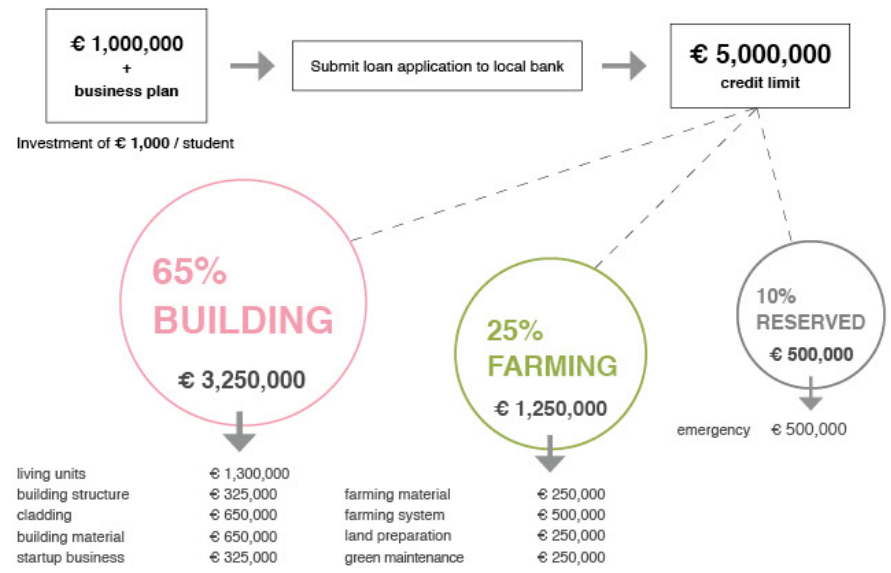 € 1,000,000
+
business plan
Submit loan application to local bank
€ 5,000,000
credit limit
Investment of € 1,000 / student
65%
BUILDING
€ 3,250,000
25%
FARMING
€ 1,250,000
10%
RESERVED
€ 500,000
emergency € 500,000
living units € 1,300,000
building structure € 325,000
cladding € 650,000
building material € 650,000
startup business € 325,000
farming material € 250,000
farming system € 500,000
land preparation € 250,000
green maintenance € 250,000